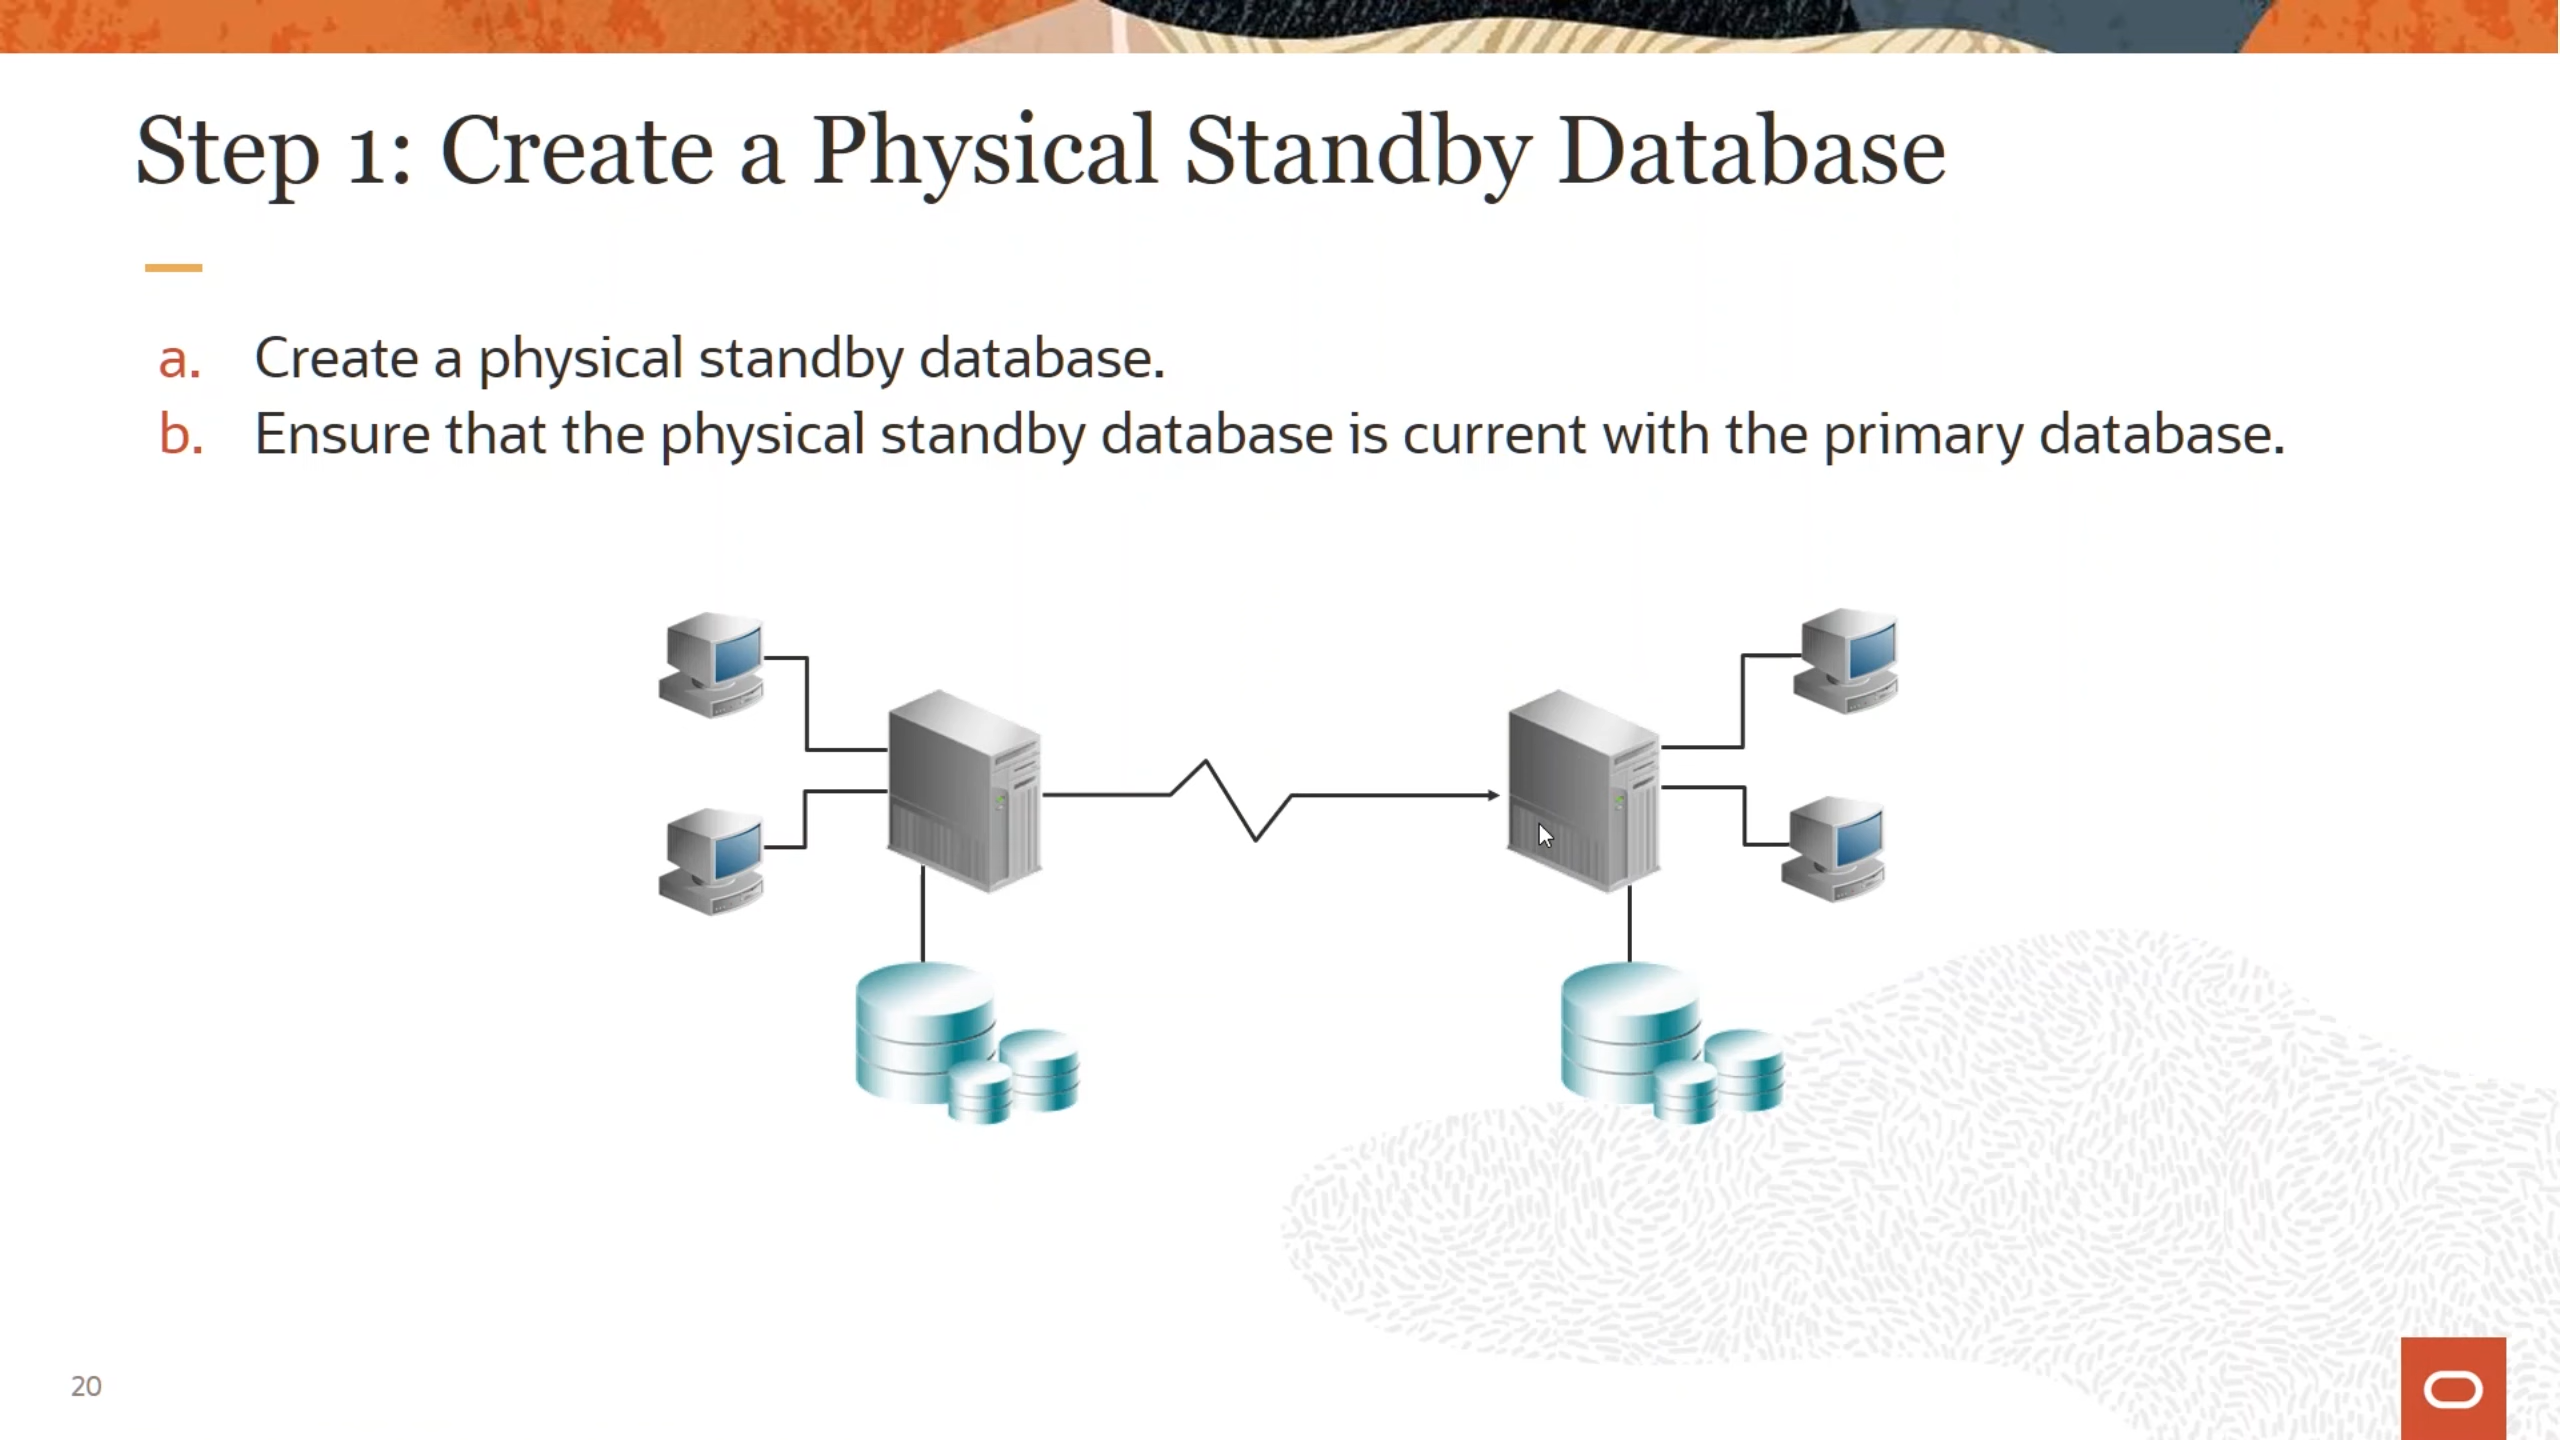 Step 1: Create a Physical Standby Database
a. Create a physical standby database.
b. Ensure that the physical standby database is current with the primary database.
20